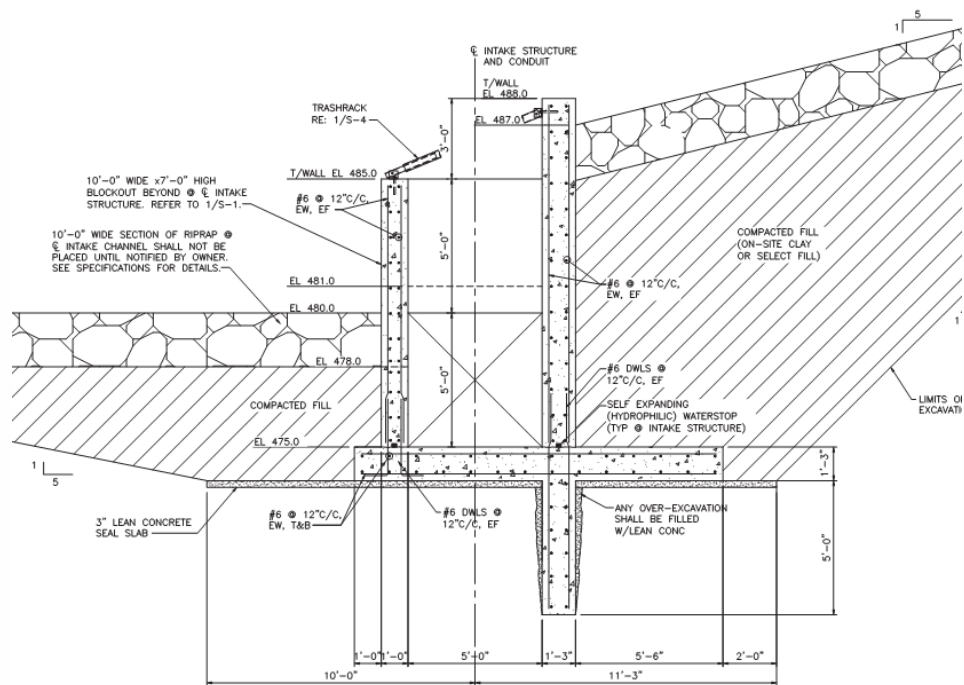 5
1
℄ INTAKE STRUCTURE
AND CONDUIT
T/WALL
EL 488.0
TRASHRACK
RE: 1/S-4
EL 487.0
3'-0"
T/WALL EL 485.0
10'-0" WIDE x7'-0" HIGH
BLOCKOUT BEYOND @ ℄ INTAKE
STRUCTURE. REFER TO 1/S-1.
#6 @ 12"C/C,
EW, EF
10'-0" WIDE SECTION OF RIPRAP @
℄ INTAKE CHANNEL SHALL NOT BE
PLACED UNTIL NOTIFIED BY OWNER.
SEE SPECIFICATIONS FOR DETAILS.
5'-0"
COMPACTED FILL
(ON-SITE CLAY
OR SELECT FILL)
EL 481.0
#6 @ 12"C/C,
EW, EF
EL 480.0
1
EL 478.0
#6 DWLS @
12"C/C, EF
5'-0"
COMPACTED FILL
SELF EXPANDING
(HYDROPHILIC) WATERSTOP
(TYP @ INTAKE STRUCTURE)
LIMITS
EXCAVATIO
EL 475.0
1
5
1'-3"
3" LEAN CONCRETE
SEAL SLAB
#6 @ 12"C/C,
EW, T&B
#6 DWLS @
12"C/C, EF
ANY OVER-EXCAVATION
SHALL BE FILLED
W/LEAN CONC
5'-0"
1'-0" 1'-0" 5'-0" 1'-3" 5'-6" 2'-0"
10'-0" 11'-3"